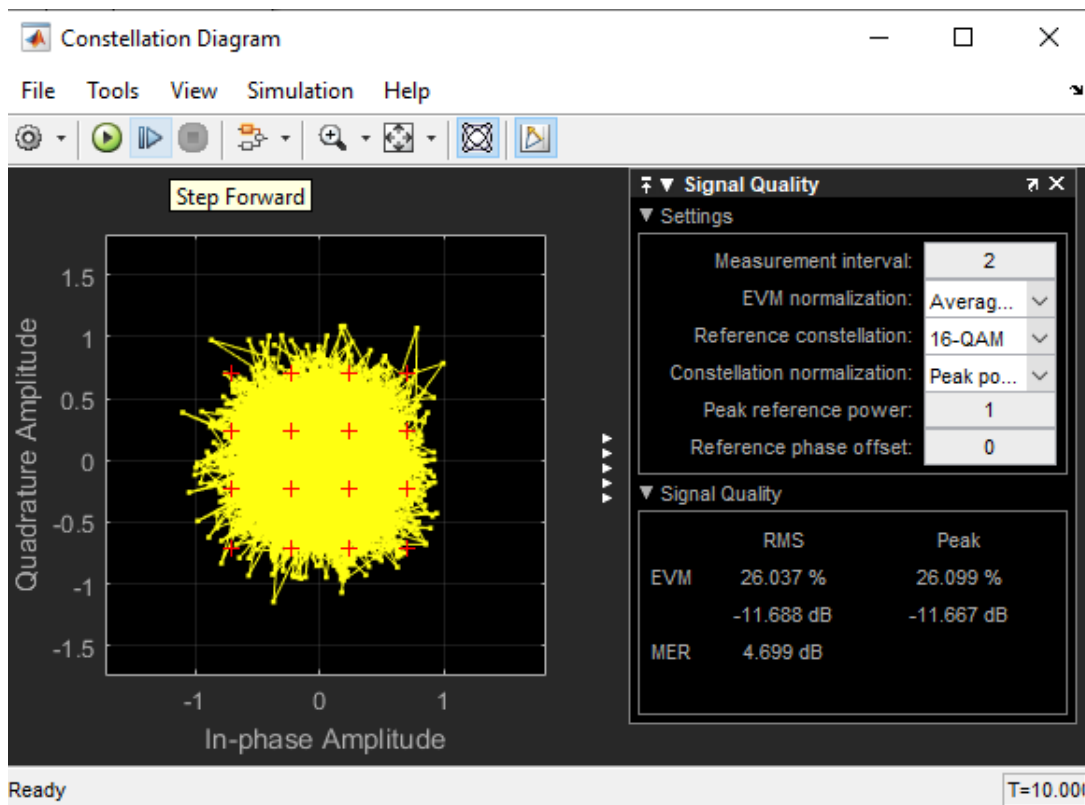 Constellation Diagram
File Tools View Simulation Help
Step Forward
Signal Quality
Settings
Measurement interval: 2
EVM normalization: Averag...
Reference constellation: 16-QAM
Constellation normalization: Peak po...
Peak reference power: 1
Reference phase offset: 0
Signal Quality
RMS Peak
EVM 26.037 % 26.099 %
-11.688 dB -11.667 dB
MER 4.699 dB
Quadrature Amplitude
1.5
1
0.5
0
-0.5
-1
-1.5
-1 0 1
In-phase Amplitude
Ready T=10.00